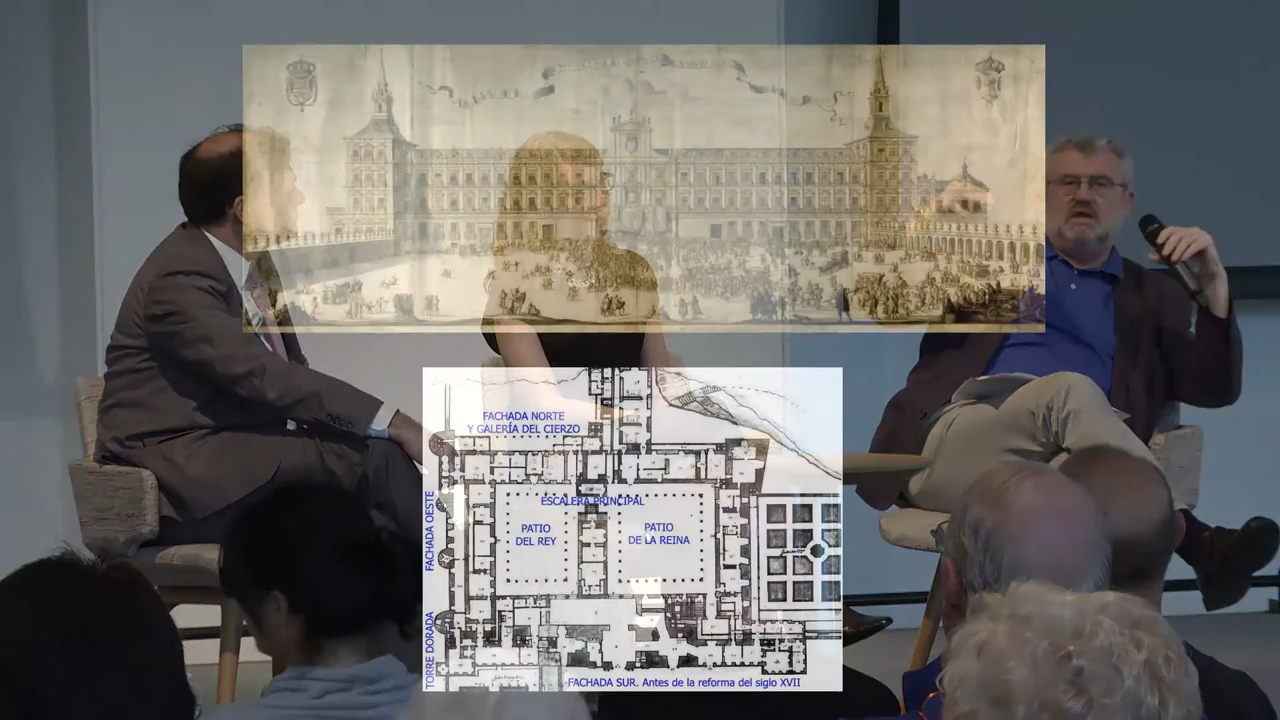 FACHADA NORTE
Y GALERÍA DEL CIERZO
FACHADA OESTE
ESCALERA PRINCIPAL
PATIO
DEL REY
PATIO
DE LA REINA
TORRE DORADA
FACHADA SUR. Antes de la reforma del siglo XVII